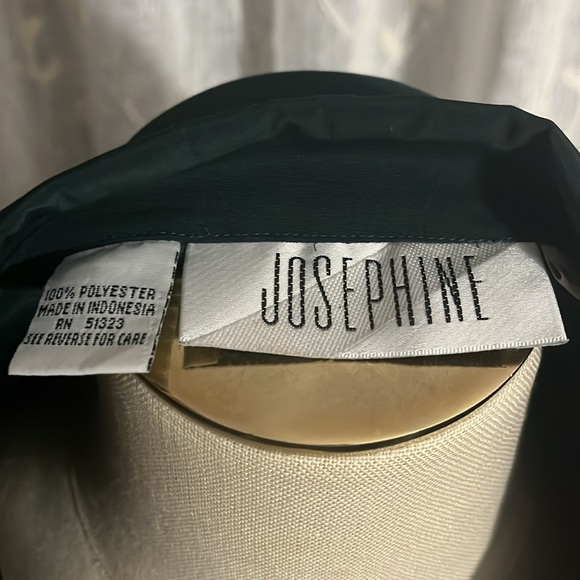 100% POLYESTER
MADE IN INDONESIA
RN 51323
SEE REVERSE FOR CARE
JOSEPHINE